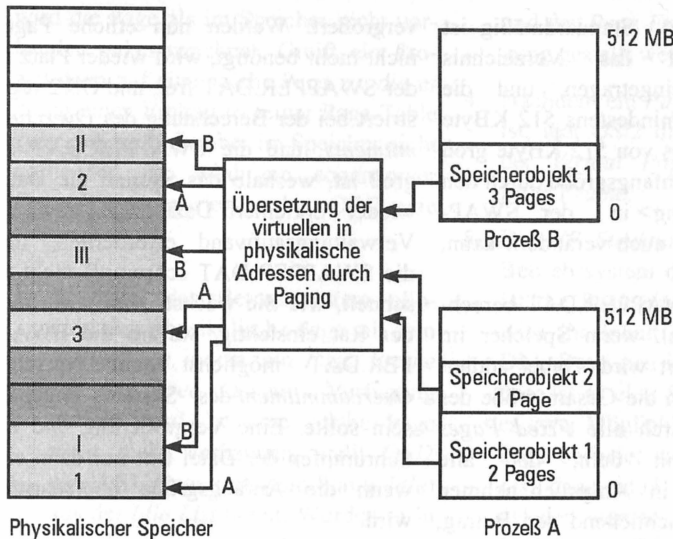 512 MB
Speicherobjekt 1
3 Pages
0
Prozeß B
II
B
2
III
B
A
3
I
B
1
A
Übersetzung der
virtuellen in
physikalische
Adressen durch
Paging
512 MB
Speicherobjekt 2
1 Page
Speicherobjekt 1
2 Pages
0
Physikalischer Speicher
Prozeß A